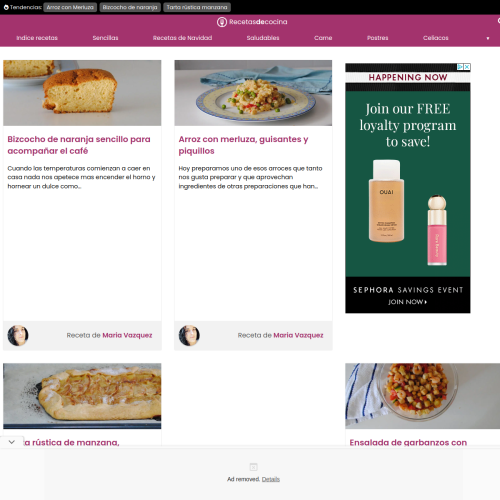 Tendencias: Arroz con Merluza Bizcocho de naranja Tarta rústica manzana
Recetasdecocina
Indice recetas Sencillas Recetas de Navidad Saludables Carne Postres Celiacos
Bizcocho de naranja sencillo para
acompañar el café
Cuando las temperaturas comienzan a caer en
casa nada nos apetece mas encender el horno y
hornear un dulce como...
Receta de Maria Vazquez
Arroz con merluza, guisantes y
piquillos
Hoy preparamos uno de esos arroces que tanto
nos gusta preparar y que aprovechan
ingredientes de otras preparaciones que han...
Receta de Maria Vazquez
HAPPENING NOW
Join our FREE
loyalty program
to save!
OUAI
SEPHORA SAVINGS EVENT
JOIN NOW
rústica de manzana,
Ensalada de garbanzos con
Ad removed. Details